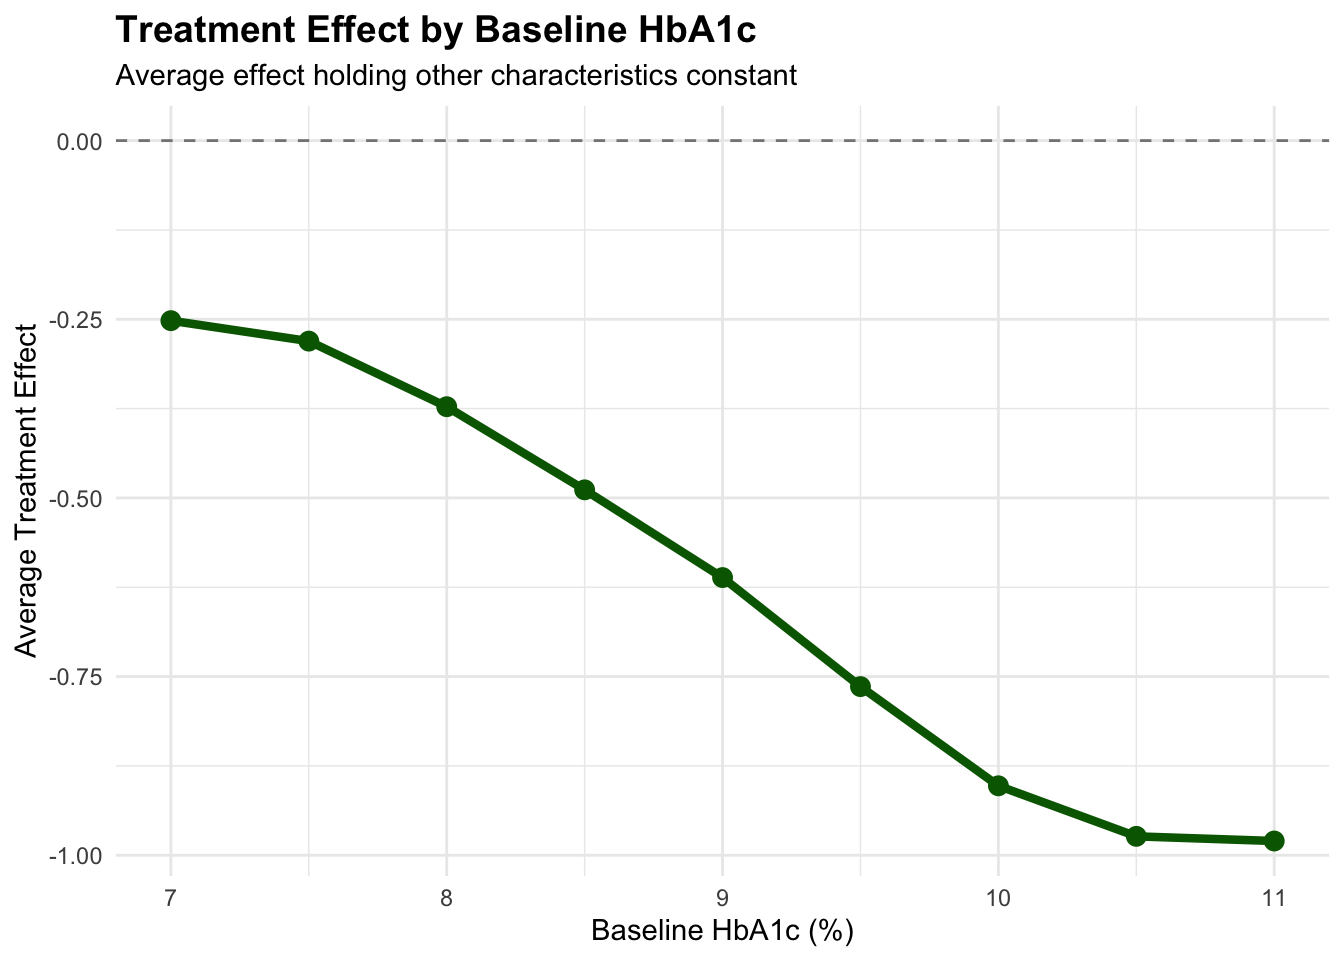 Treatment Effect by Baseline HbA1c
Average effect holding other characteristics constant
Average Treatment Effect
0.00
-0.25
-0.50
-0.75
-1.00
7
8
9
10
11
Baseline HbA1c (%)